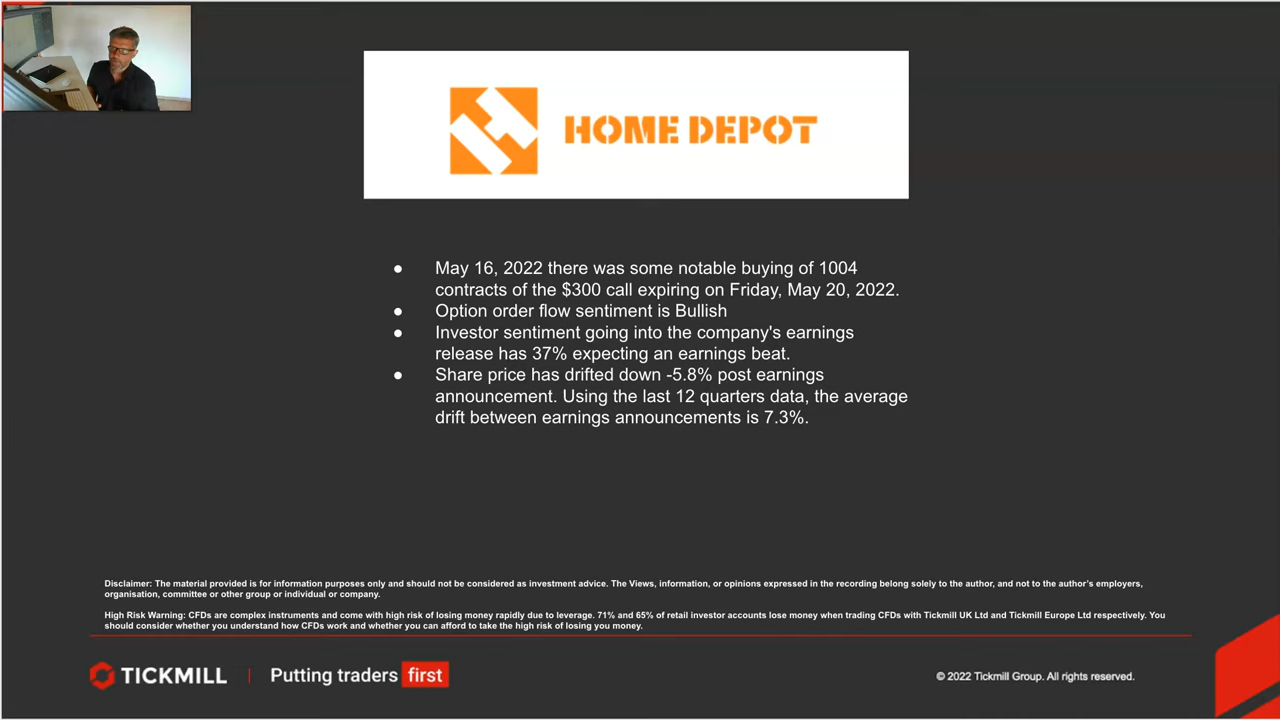 HOME DEPOT
● May 16, 2022 there was some notable buying of 1004
contracts of the $300 call expiring on Friday, May 20, 2022.
● Option order flow sentiment is Bullish
● Investor sentiment going into the company's earnings
release has 37% expecting an earnings beat.
● Share price has drifted down -5.8% post earnings
announcement. Using the last 12 quarters data, the average
drift between earnings announcements is 7.3%.
Disclaimer: The material provided is for information purposes only and should not be considered as investment advice. The Views, information, or opinions expressed in the recording belong solely to the author, and not to the author's employers,
organisation, committee or other group or individual or company.
High Risk Warning: CFDs are complex instruments and come with high risk of losing money rapidly due to leverage. 71% and 65% of retail investor accounts lose money when trading CFDs with Tickmill UK Ltd and Tickmill Europe Ltd respectively. You
should consider whether you understand how CFDs work and whether you can afford to take the high risk of losing you money.
TICKMILL | Putting traders first
© 2022 Tickmill Group. All rights reserved.